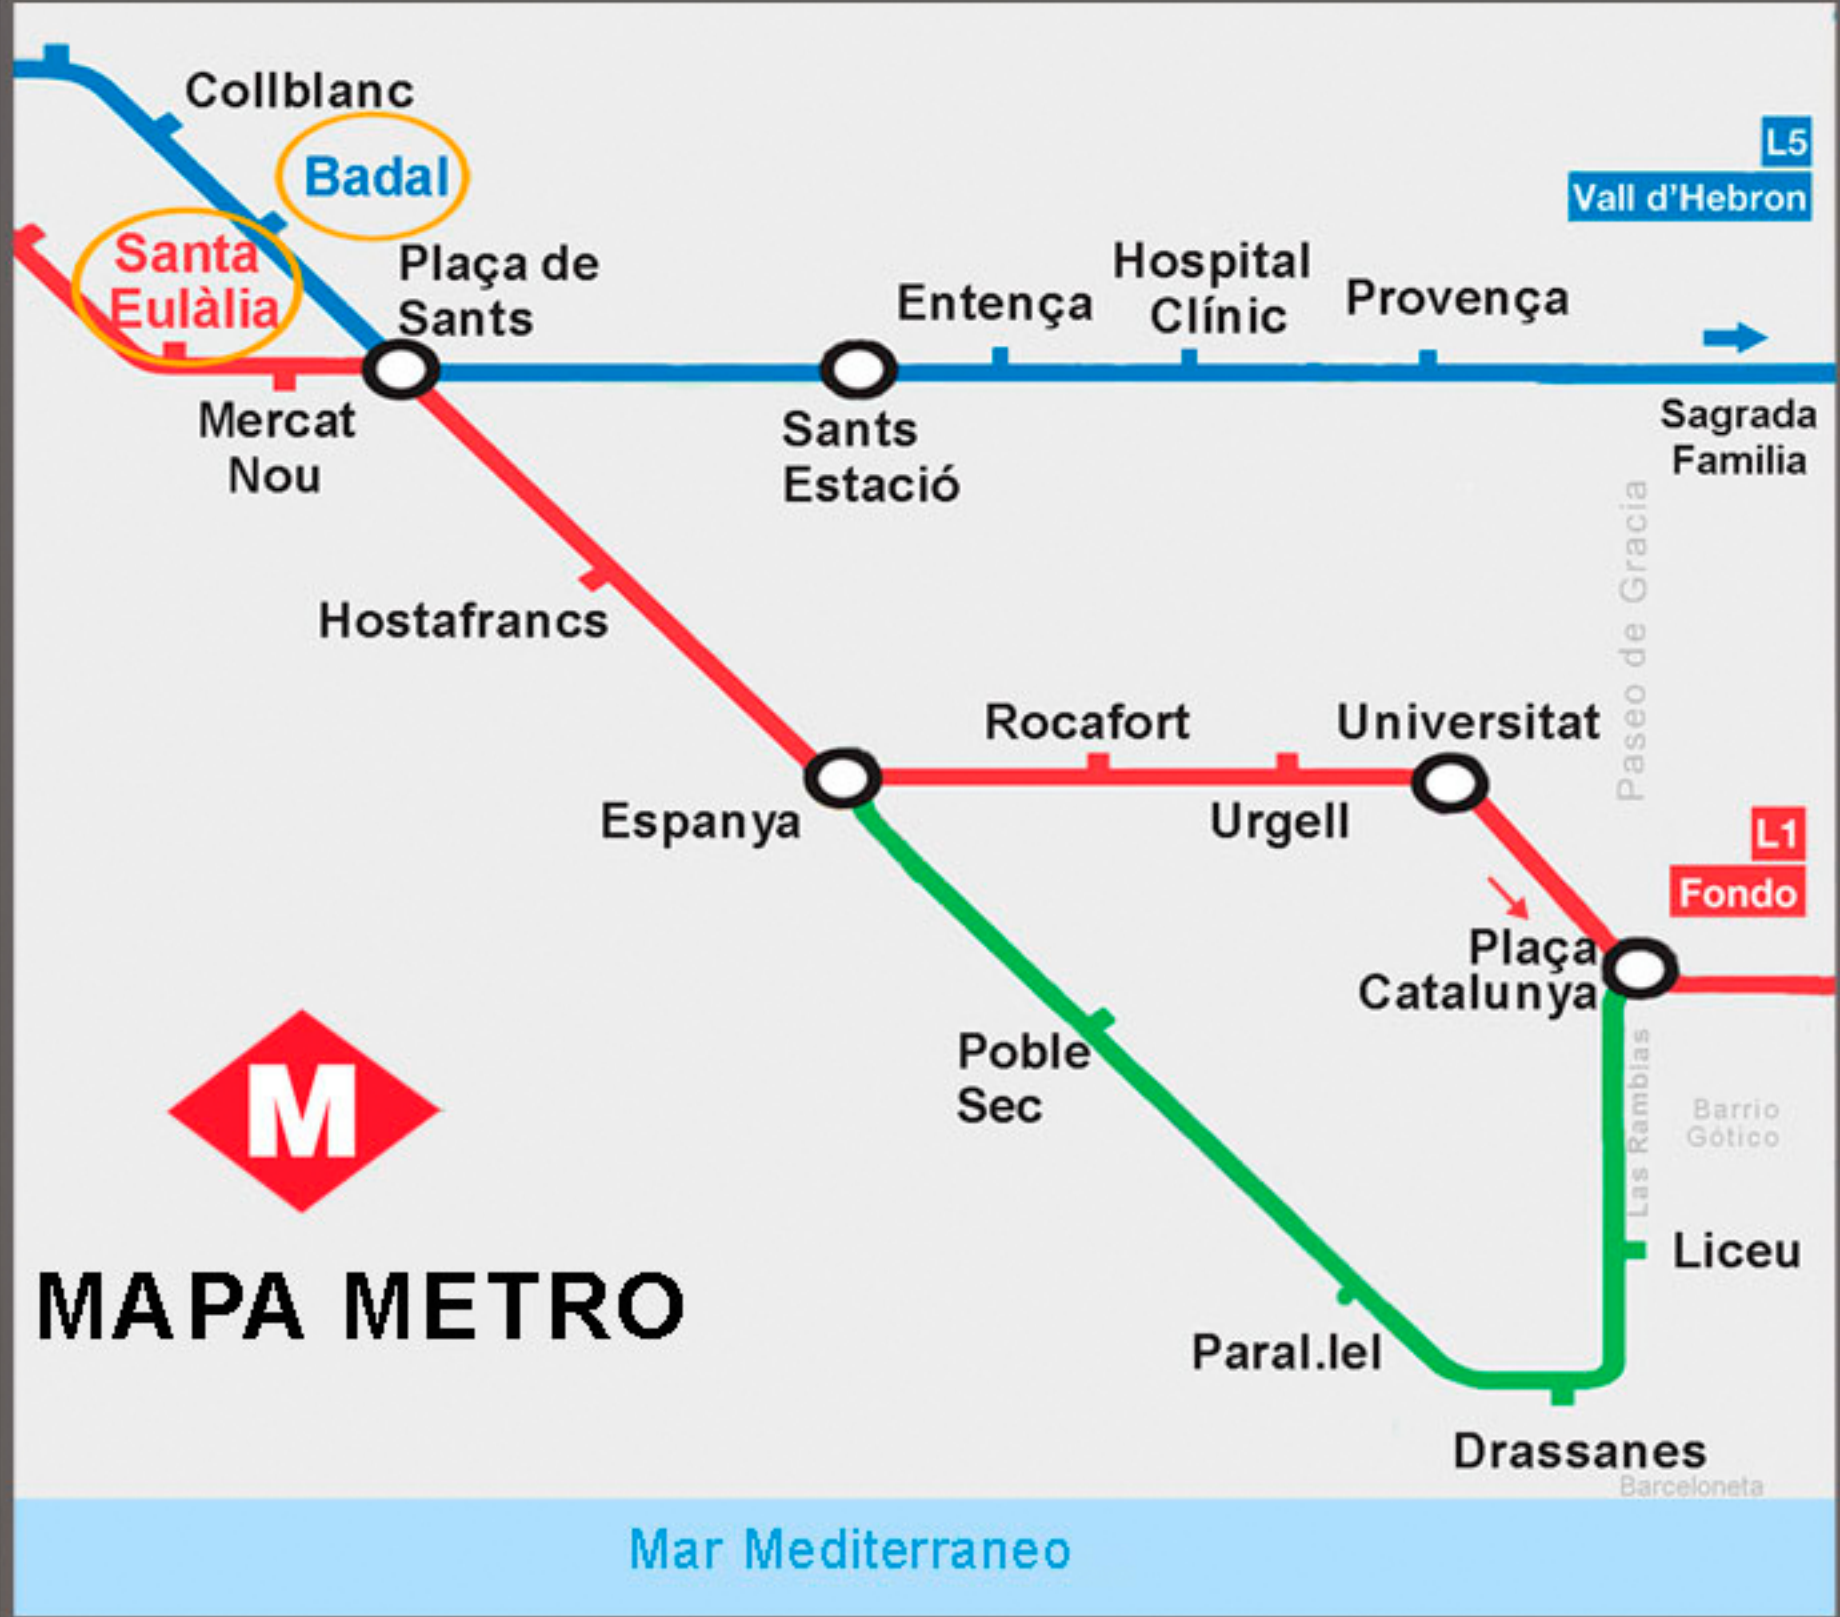 Collblanc
Badal
L5
Vall d'Hebron
Santa
Eulàlia
Plaça de
Sants
Entença
Hospital
Clínic
Provença
Mercat
Nou
Sants
Estació
Sagrada
Familia
Paseo de Gracia
Hostafrancs
Rocafort
Universitat
Espanya
Urgell
L1
Fondo
Plaça
Catalunya
Poble
Sec
Las Ramblas
Barrio
Gótico
M
Liceu
MAPA METRO
Paral.lel
Drassanes
Barceloneta
Mar Mediterraneo